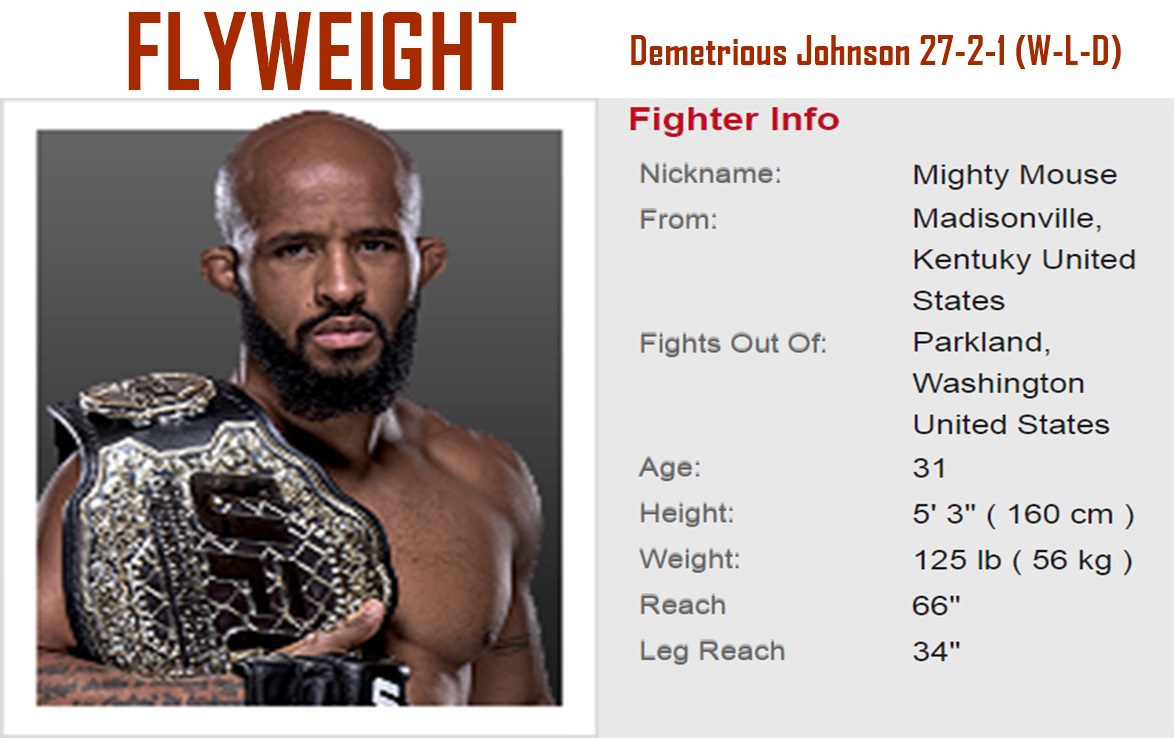 FLYWEIGHT
Demetrious Johnson 27-2-1 (W-L-D)
Fighter Info
Nickname: Mighty Mouse
From: Madisonville,
Kentuky United
States
Fights Out Of: Parkland,
Washington
United States
Age: 31
Height: 5' 3" ( 160 cm )
Weight: 125 lb ( 56 kg )
Reach 66"
Leg Reach 34"